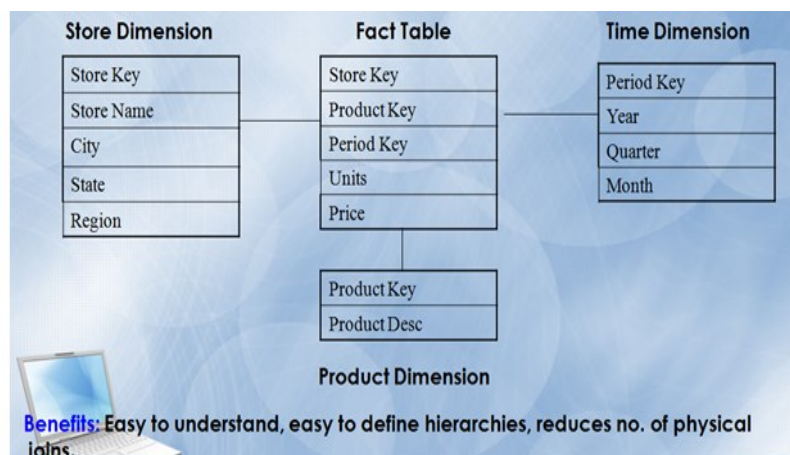 Store Dimension
Store Key
Store Name
City
State
Region
Fact Table
Store Key
Product Key
Period Key
Units
Price
Time Dimension
Period Key
Year
Quarter
Month
Product Key
Product Desc
Product Dimension
Benefits: Easy to understand, easy to define hierarchies, reduces no. of physical
joins.